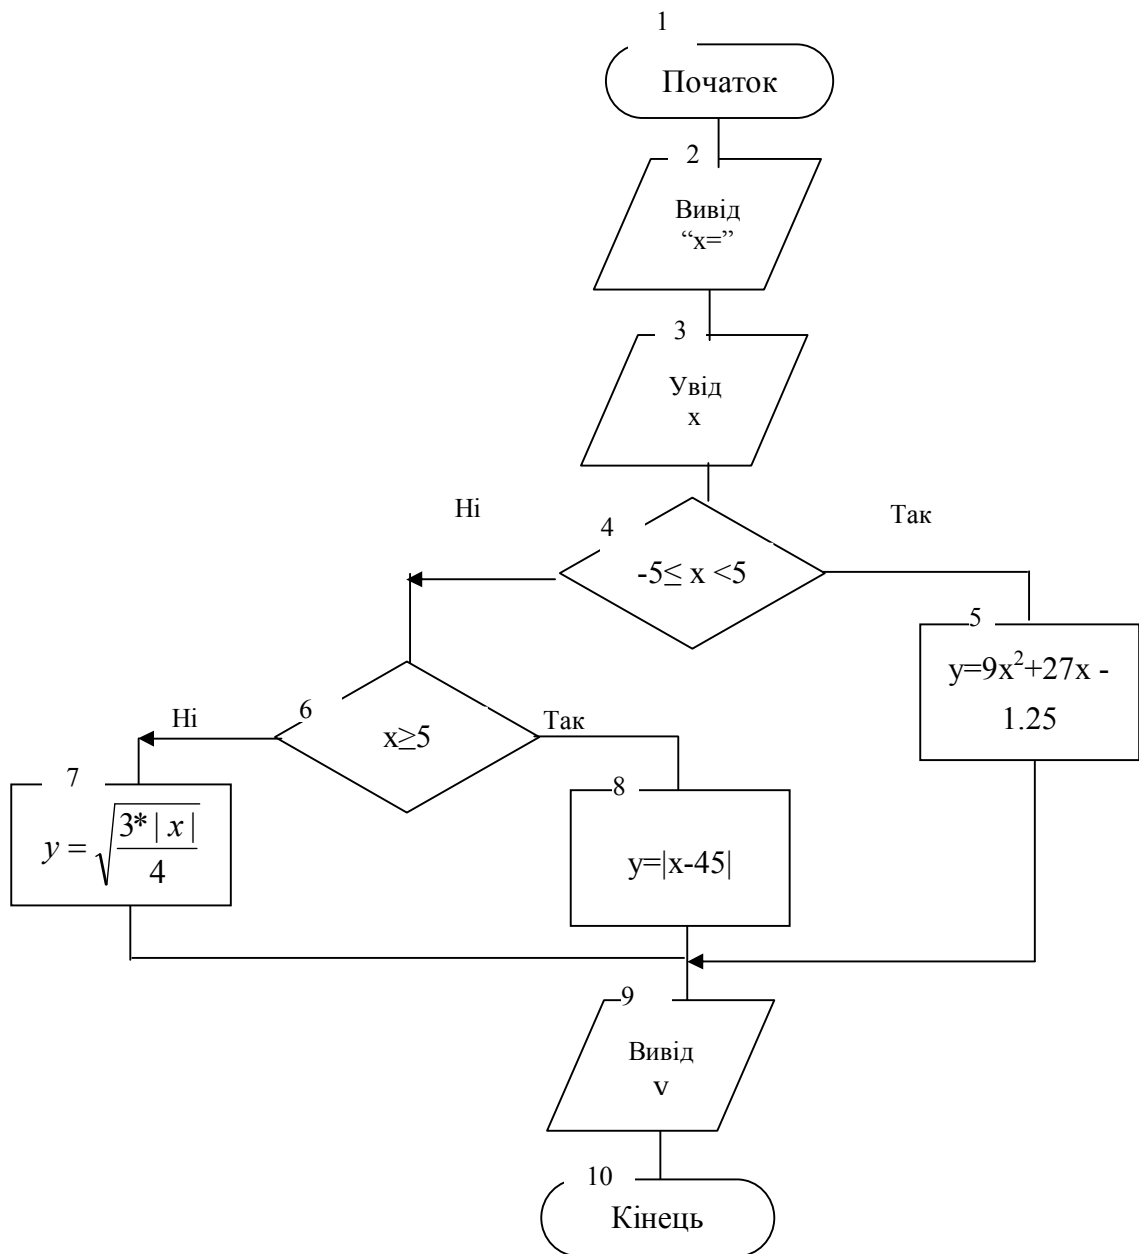 1
Початок
2
Вивід
“x=”
3
Увід
x
Ні
4
Так
-5≤ x <5
5
y=9x²+27x -
1.25
6
Ні
Так
x≥5
7
y = √(3* | x | / 4)
8
y=|x-45|
9
Вивід
v
10
Кінець